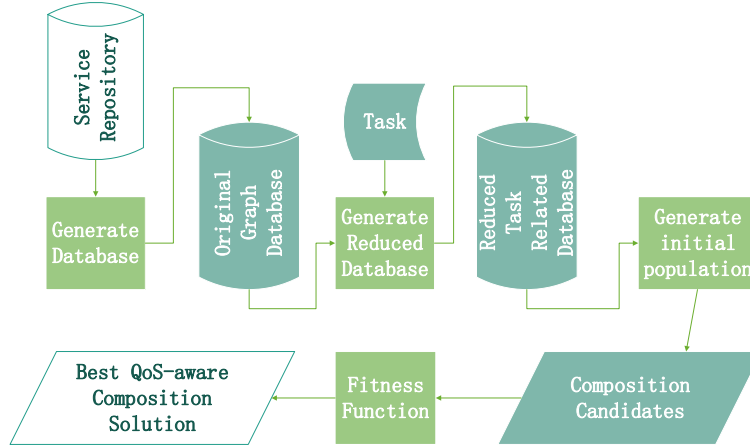 Service
Repository
Generate
Database
Original
Graph
Database
Task
Generate
Reduced
Database
Reduced
Task
Related
Database
Generate
initial
population
Best QoS-aware
Composition
Solution
Fitness
Function
Composition
Candidates